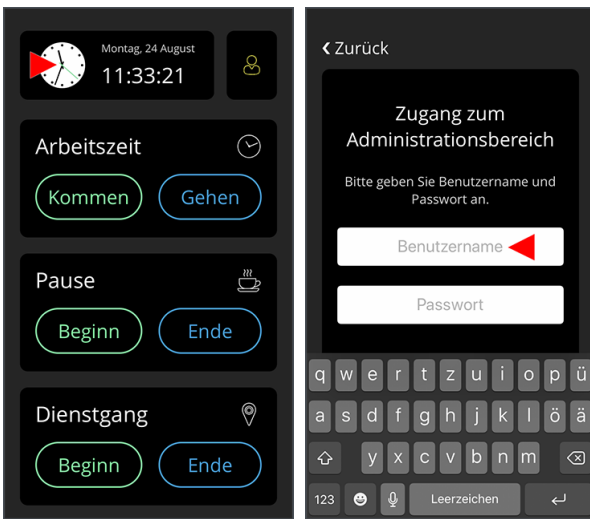 Montag, 24 August
11:33:21
Arbeitszeit
Kommen
Gehen
Pause
Beginn
Ende
Dienstgang
Beginn
Ende
Zurück
Zugang zum
Administrationsbereich
Bitte geben Sie Benutzername und
Passwort an.
Benutzername
Passwort
q w e r t z u i o p ü
a s d f g h j k l ö ä
y x c v b n m
123 Leerzeichen